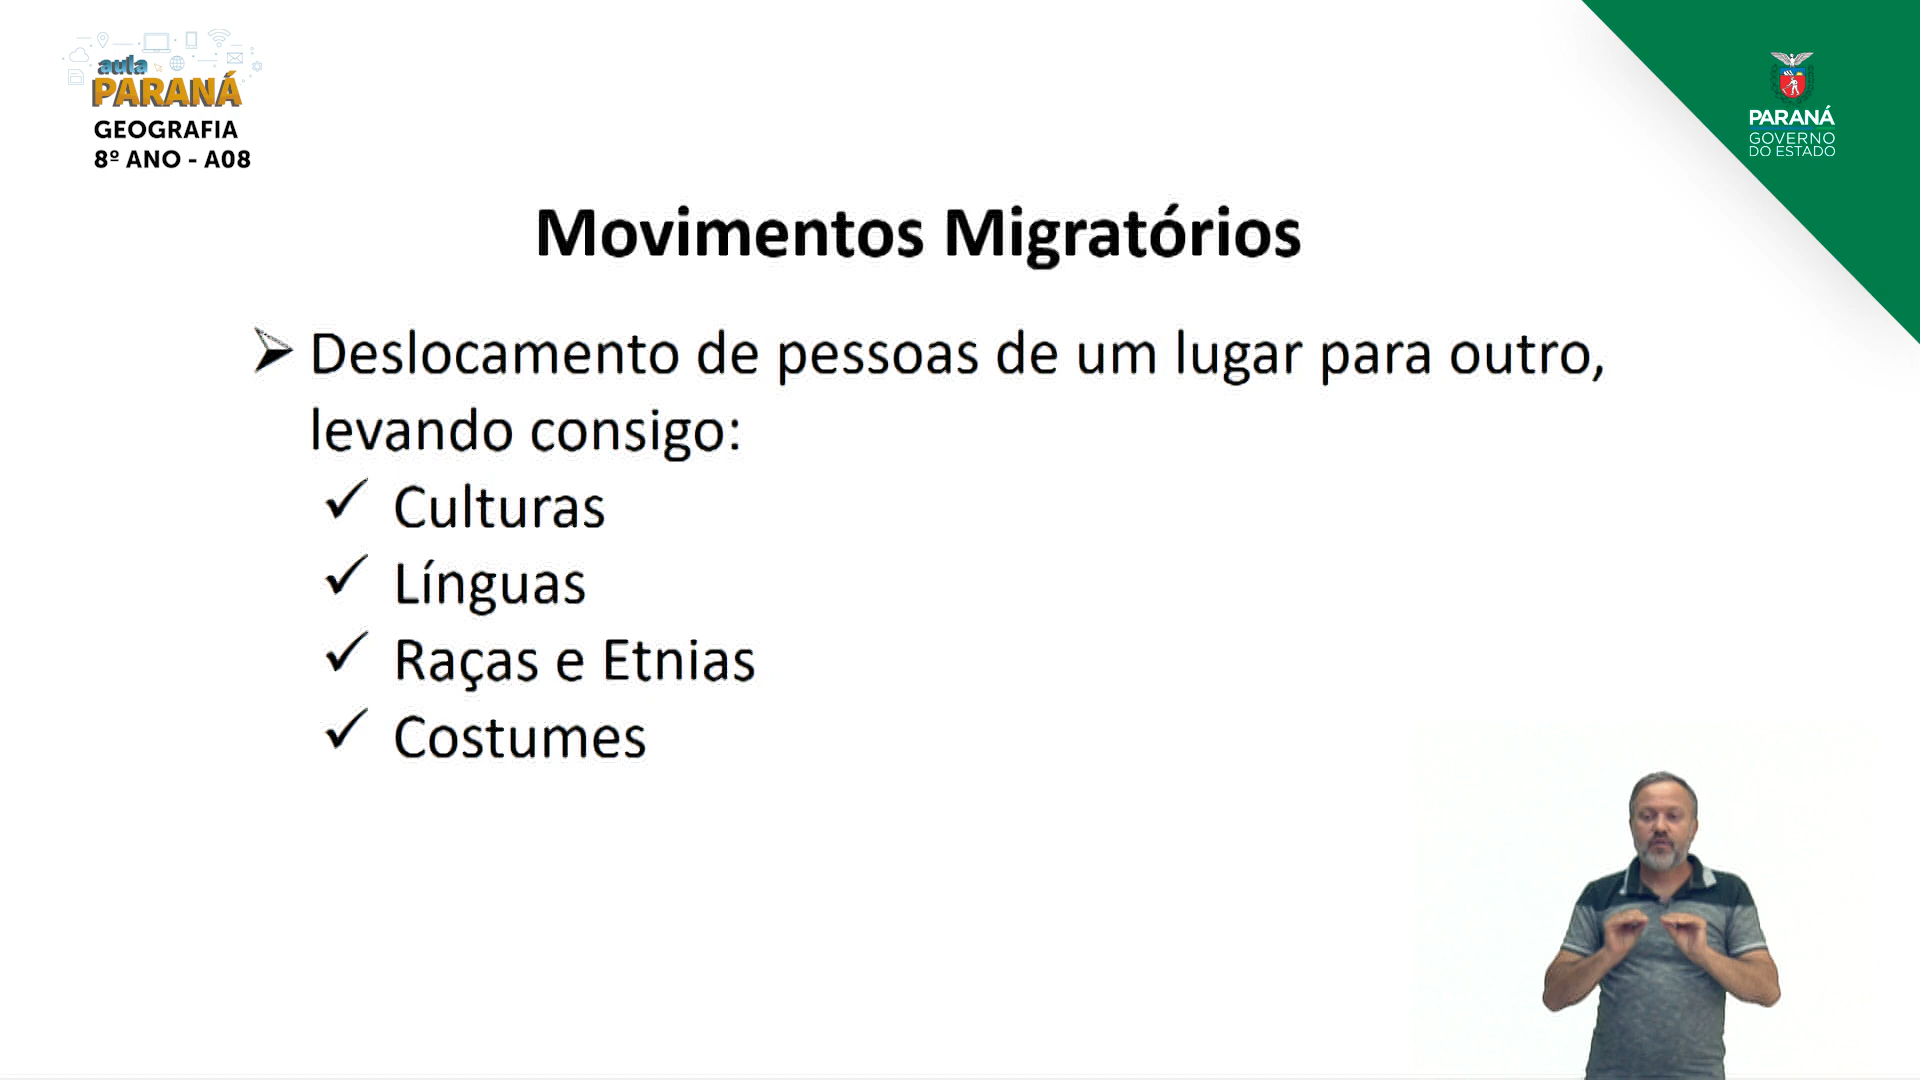 aula
PARANÁ
GEOGRAFIA
8º ANO - A08
PARANÁ
GOVERNO
DO ESTADO
Movimentos Migratórios
Deslocamento de pessoas de um lugar para outro,
levando consigo:
Culturas
Línguas
Raças e Etnias
Costumes